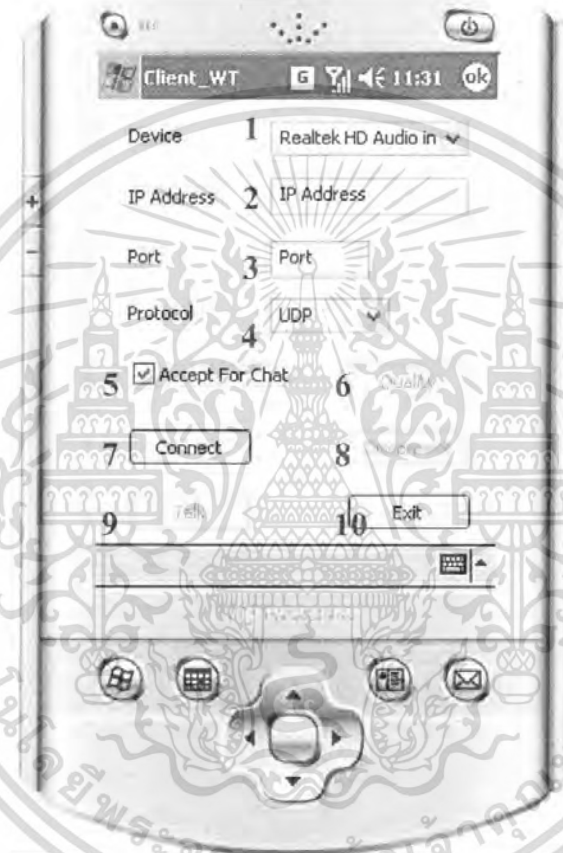 Client_WT G 11:31 ok
Device 1 Realtek HD Audio in
IP Address 2 IP Address
Port 3 Port
Protocol 4 UDP
5 Accept For Chat 6 Quality
7 Connect 8
9 Talk 10 Exit